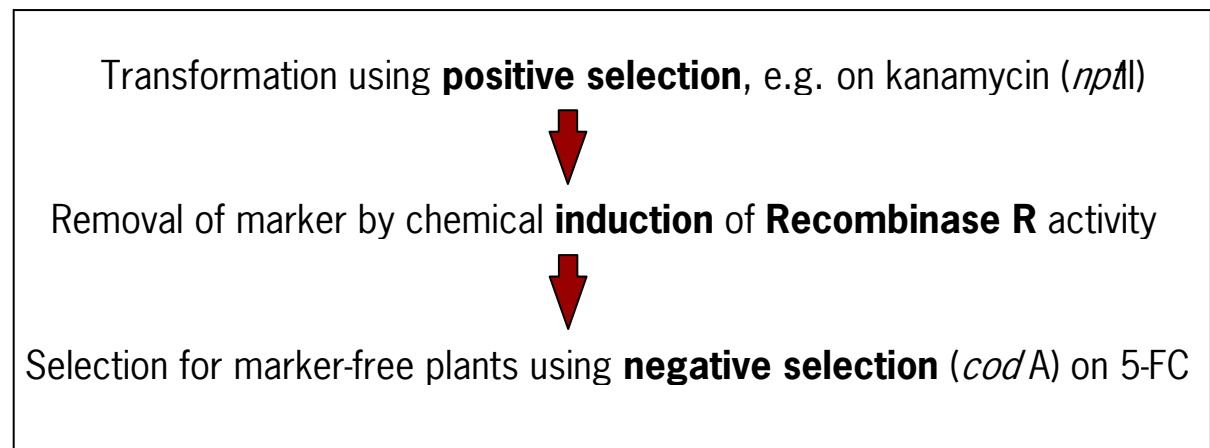 Transformation using positive selection, e.g. on kanamycin (nptII)
Removal of marker by chemical induction of Recombinase R activity
Selection for marker-free plants using negative selection (cod A) on 5-FC